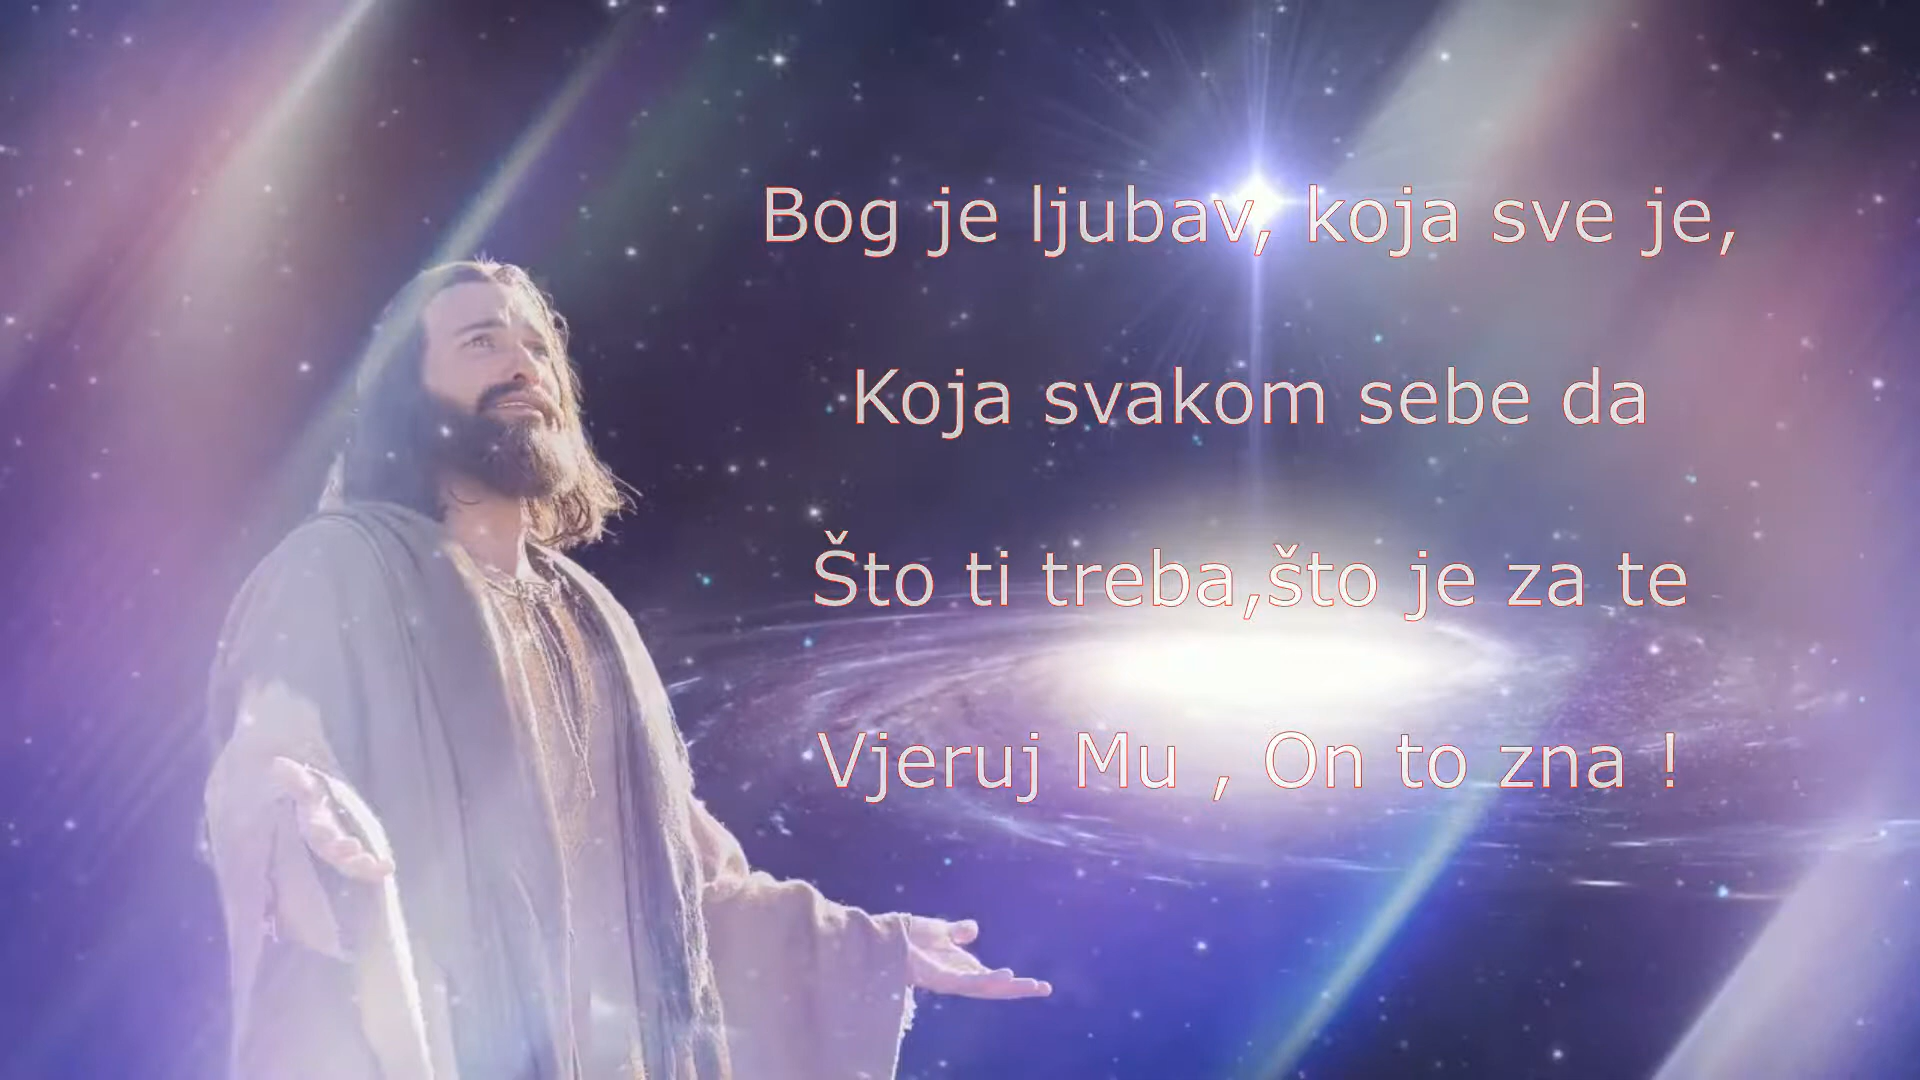 Bog je ljubav, koja sve je,
Koja svakom sebe da
Što ti treba,što je za te
Vjeruj Mu , On to zna !